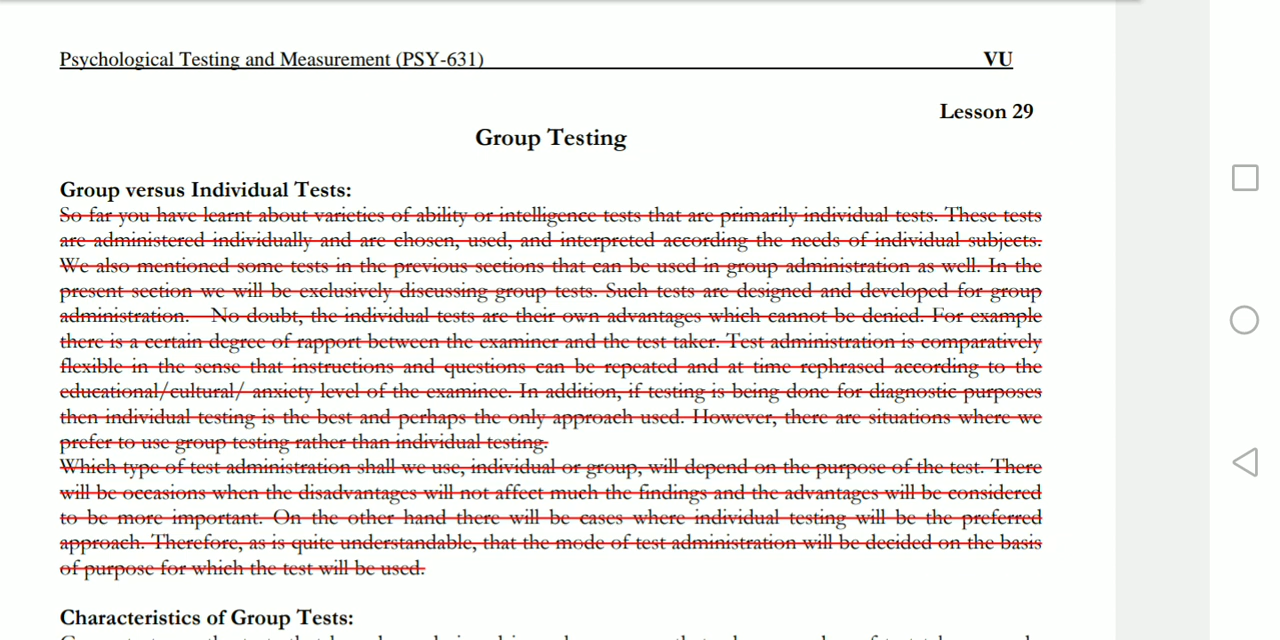 Psychological Testing and Measurement (PSY-631) VU
Lesson 29
Group Testing
Group versus Individual Tests:
So far you have learnt about varieties of ability or intelligence tests that are primarily individual tests. These tests
are administered individually and are chosen, used, and interpreted according the needs of individual subjects.
We also mentioned some tests in the previous sections that can be used in group administration as well. In the
present section we will be exclusively discussing group tests. Such tests are designed and developed for group
administration. No doubt, the individual tests are their own advantages which cannot be denied. For example
there is a certain degree of rapport between the examiner and the test taker. Test administration is comparatively
flexible in the sense that instructions and questions can be repeated and at time rephrased according to the
educational/cultural/ anxiety level of the examinee. In addition, if testing is being done for diagnostic purposes
then individual testing is the best and perhaps the only approach used. However, there are situations where we
prefer to use group testing rather than individual testing.
Which type of test administration shall we use, individual or group, will depend on the purpose of the test. There
will be occasions when the disadvantages will not affect much the findings and the advantages will be considered
to be more important. On the other hand there will be cases where individual testing will be the preferred
approach. Therefore, as is quite understandable, that the mode of test administration will be decided on the basis
of purpose for which the test will be used.
Characteristics of Group Tests: